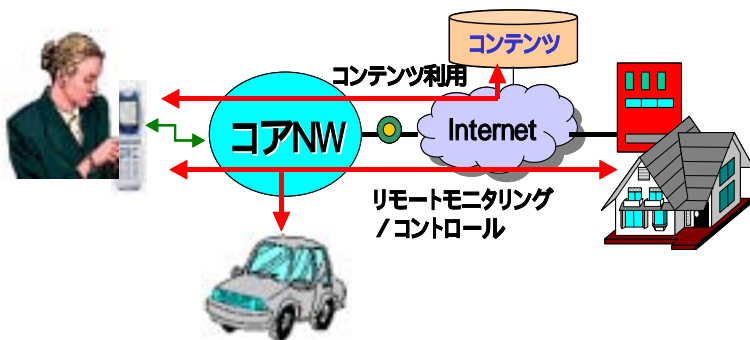 コンテンツ
コンテンツ利用
コアNW
Internet
リモートモニタリング
/コントロール